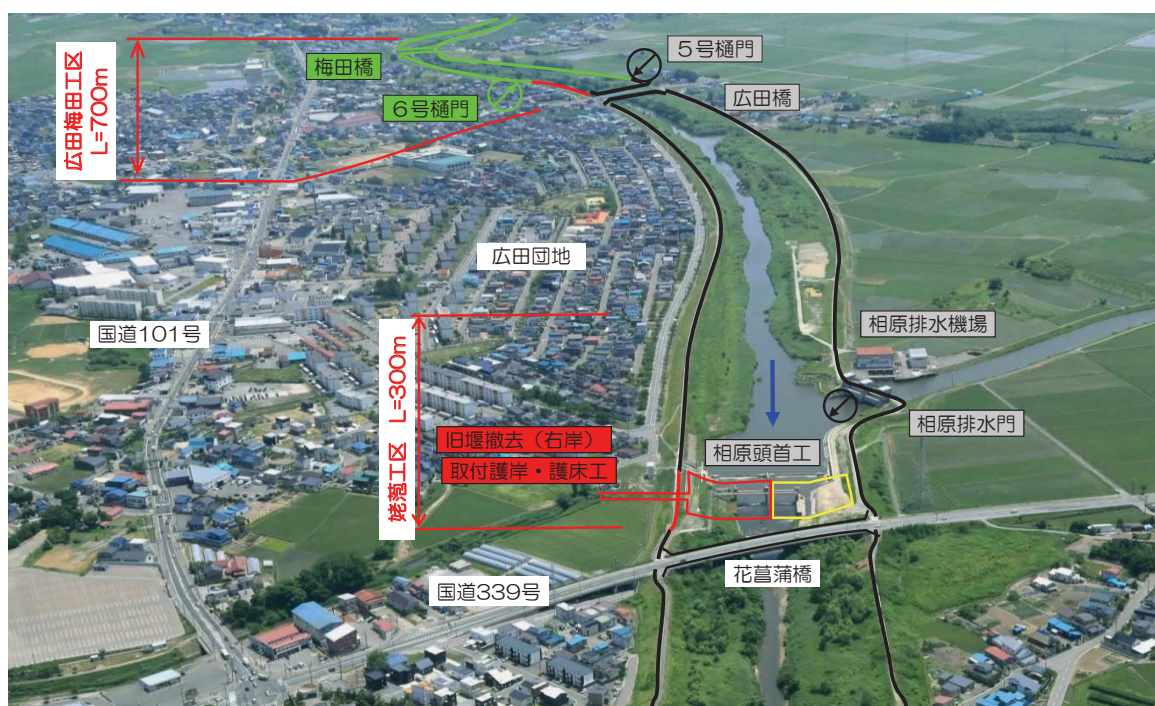 広田梅田工区
L=700m
梅田橋
6号樋門
5号樋門
広田橋
広田団地
国道101号
姥萢工区 L=300m
旧堰撤去（右岸）
取付護岸・護床工
相原排水機場
相原排水門
相原頭首工
花菖蒲橋
国道339号